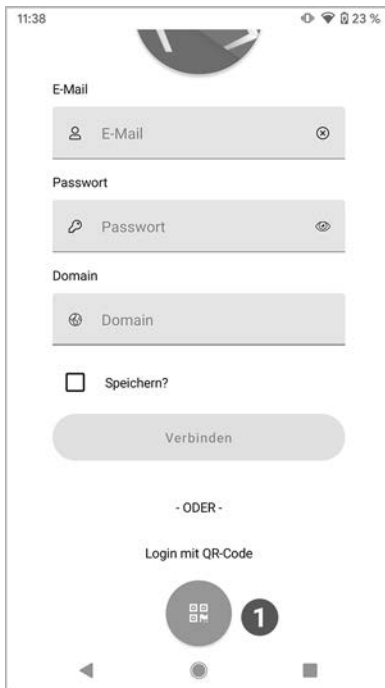 11:38
23 %
E-Mail
E-Mail
Passwort
Passwort
Domain
Domain
Speichern?
Verbinden
- ODER -
Login mit QR-Code
1